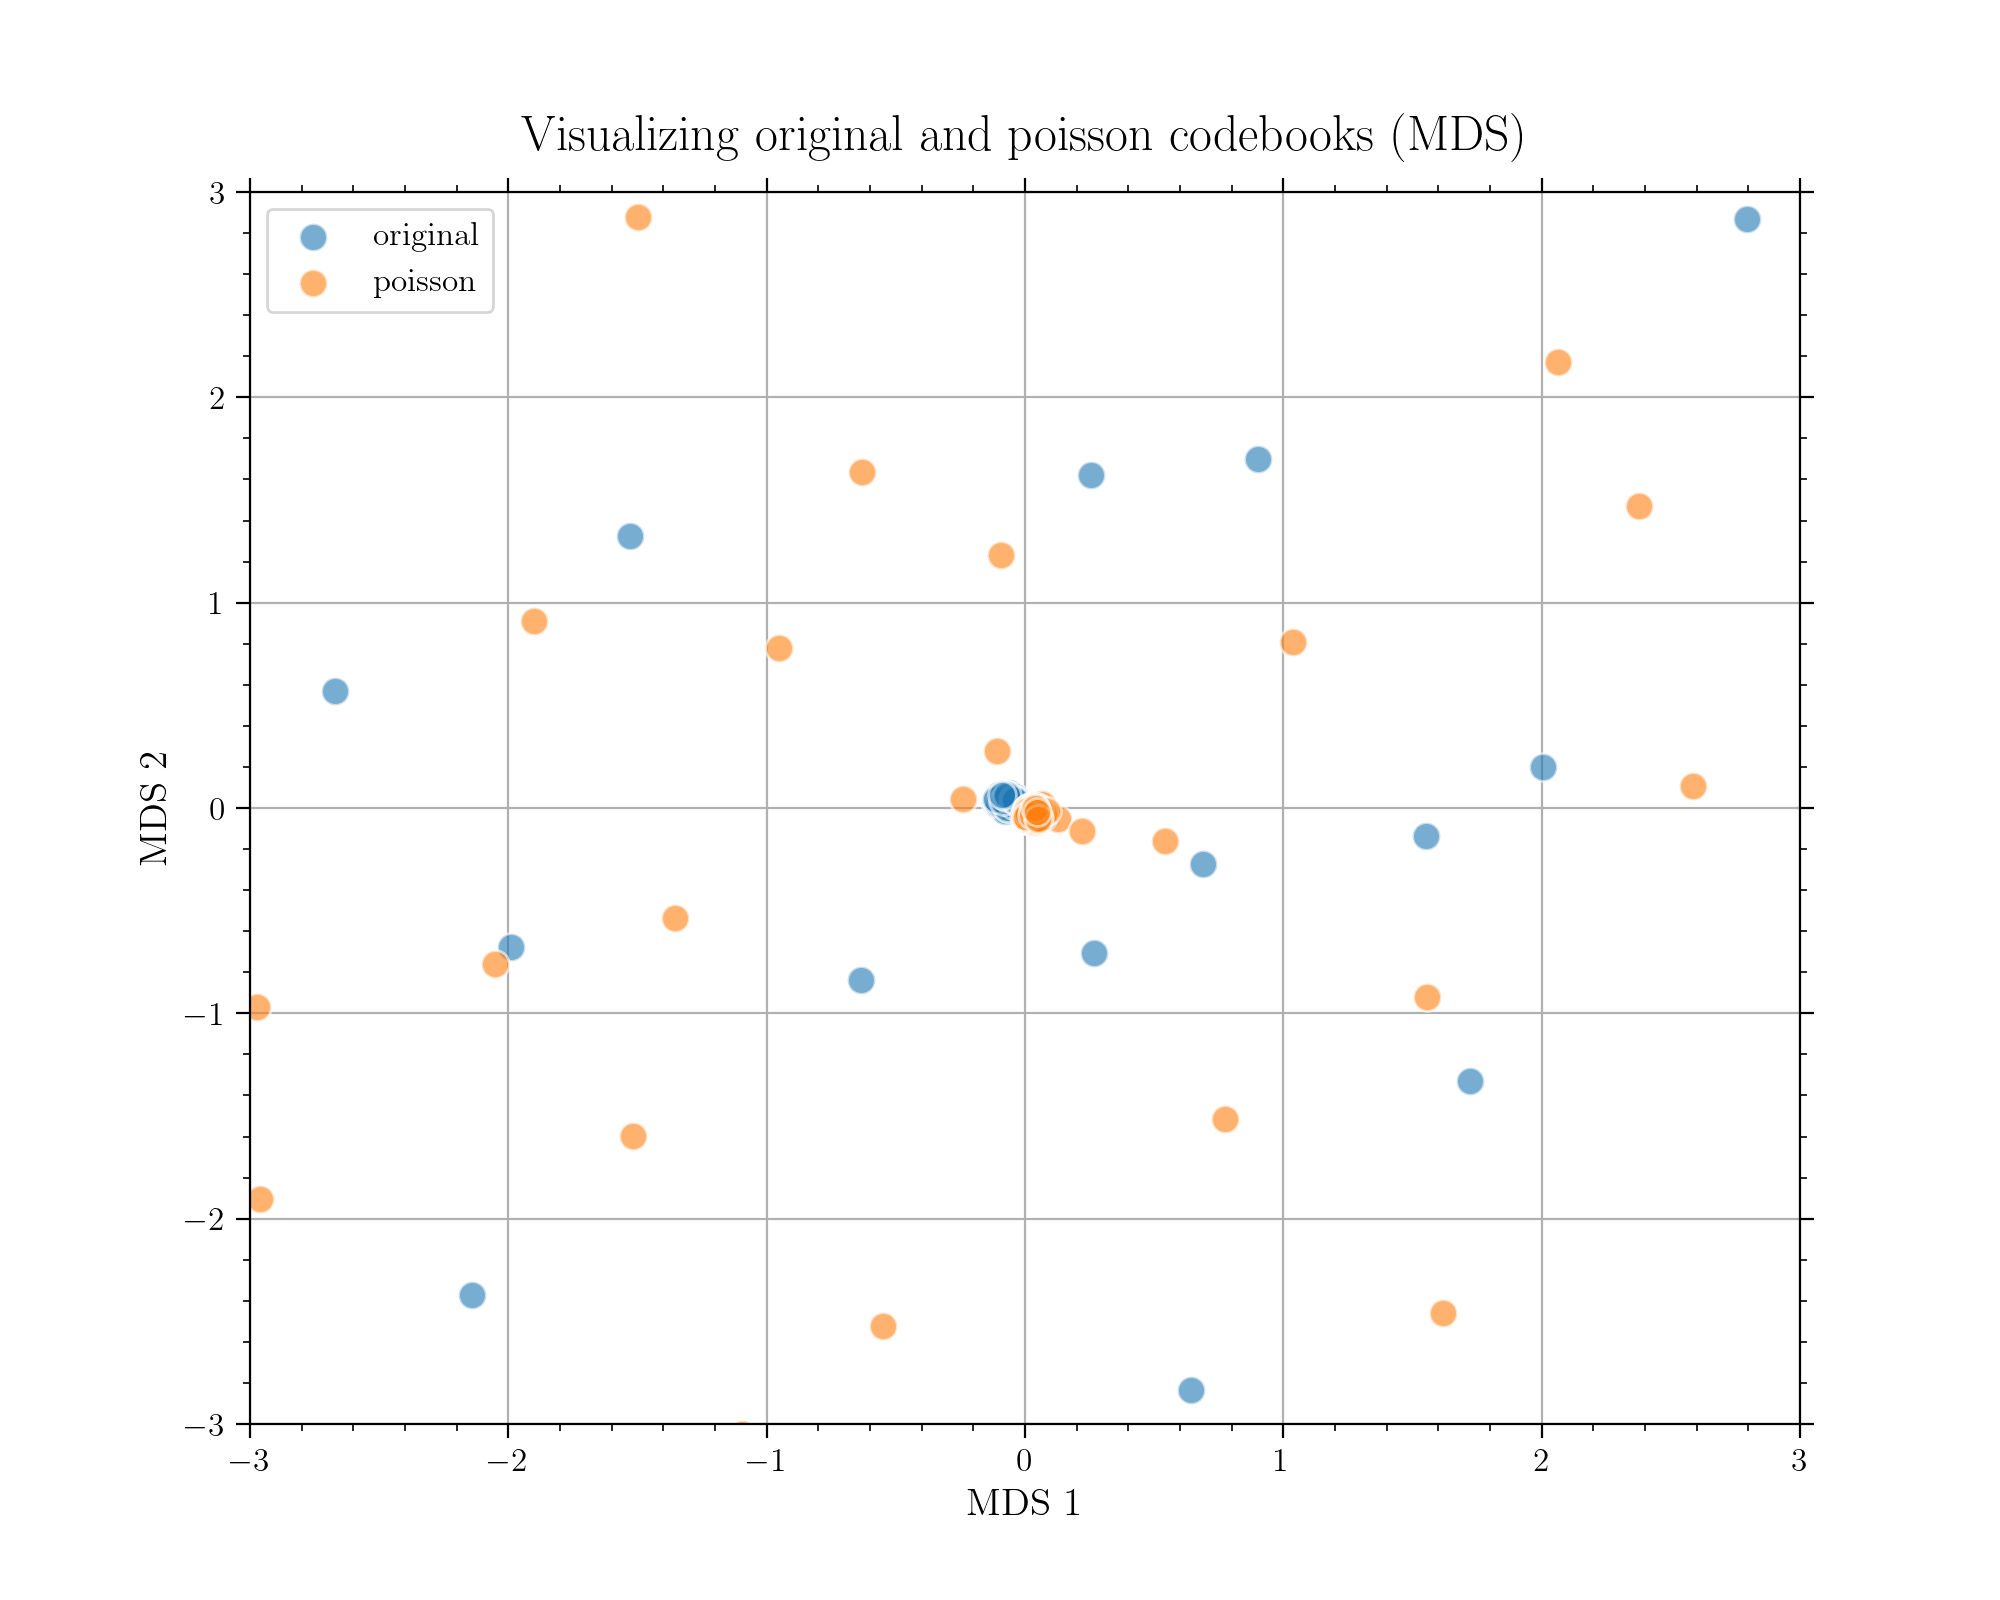 Visualizing original and poisson codebooks (MDS)
original
poisson
3
2
1
0
−1
−2
−3
MDS 2
−3
−2
−1
0
1
2
3
MDS 1